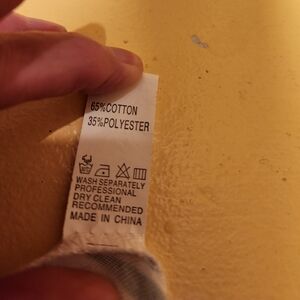 65%COTTON
35%POLYESTER
WASH SEPARATELY
PROFESSIONAL
DRY CLEAN
RECOMMENDED
MADE IN CHINA